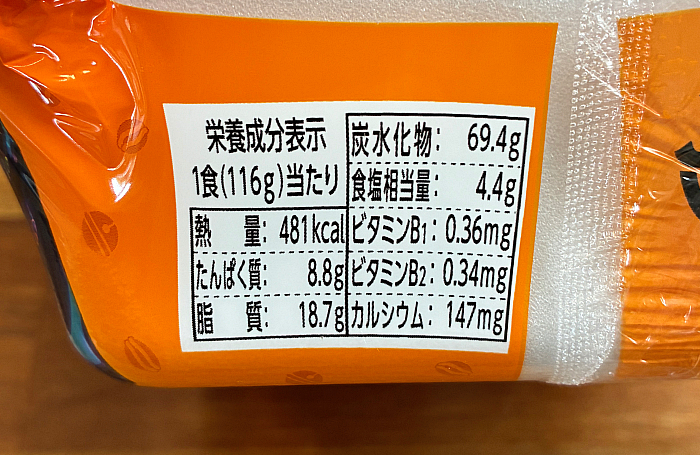 栄養成分表示
1食(116g)当たり
熱 量: 481kcal
たんぱく質: 8.8g
脂 質: 18.7g
炭水化物: 69.4g
食塩相当量: 4.4g
ビタミンB1: 0.36mg
ビタミンB2: 0.34mg
カルシウム: 147mg